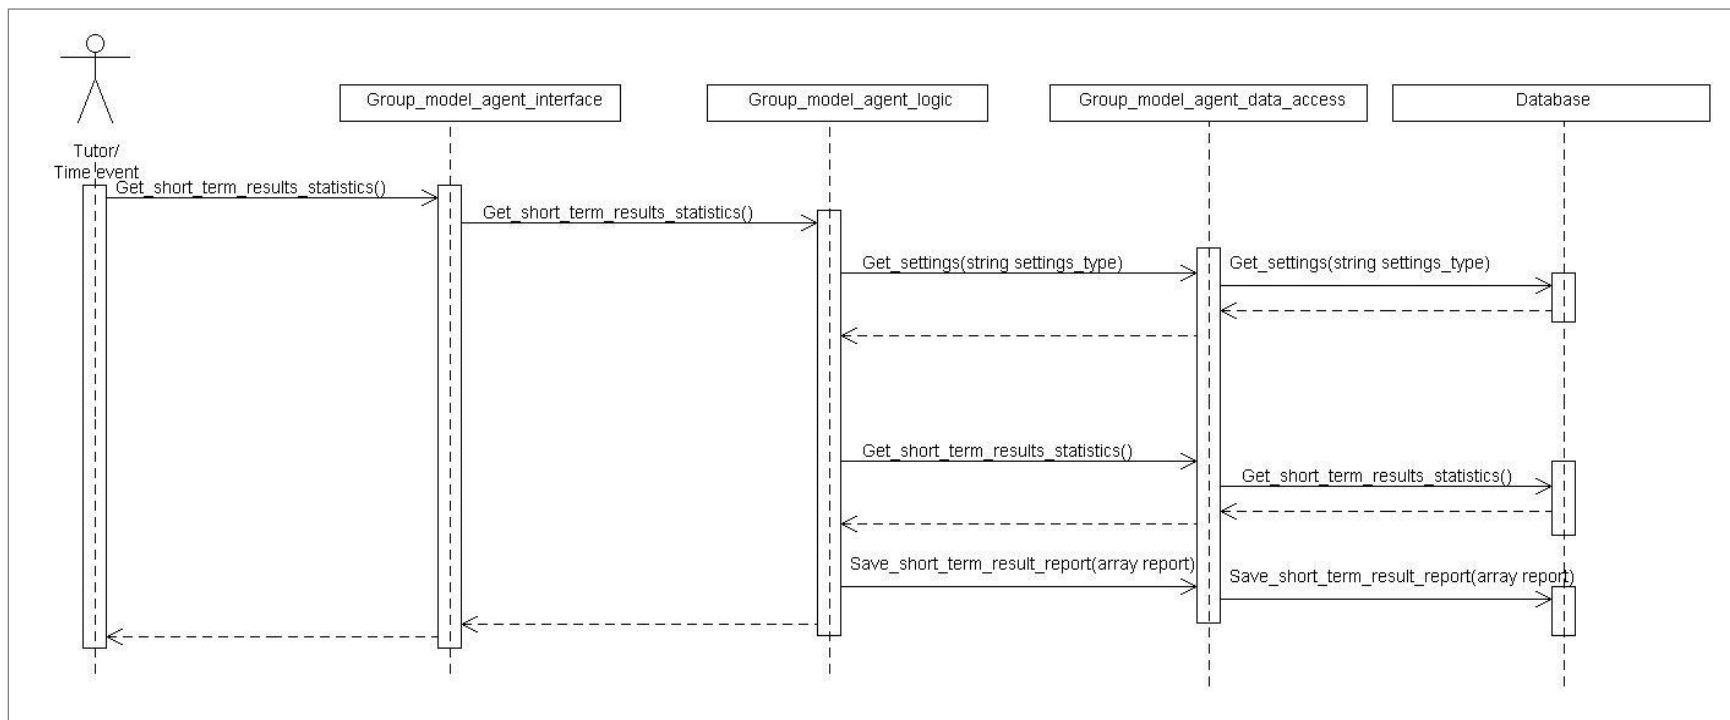 Group_model_agent_interface
Group_model_agent_logic
Group_model_agent_data_access
Database
Tutor/
Time event
Get_short_term_results_statistics()
Get_short_term_results_statistics()
Get_settings(string settings_type)
Get_settings(string settings_type)
Get_short_term_results_statistics()
Get_short_term_results_statistics()
Save_short_term_result_report(array report)
Save_short_term_result_report(array report)